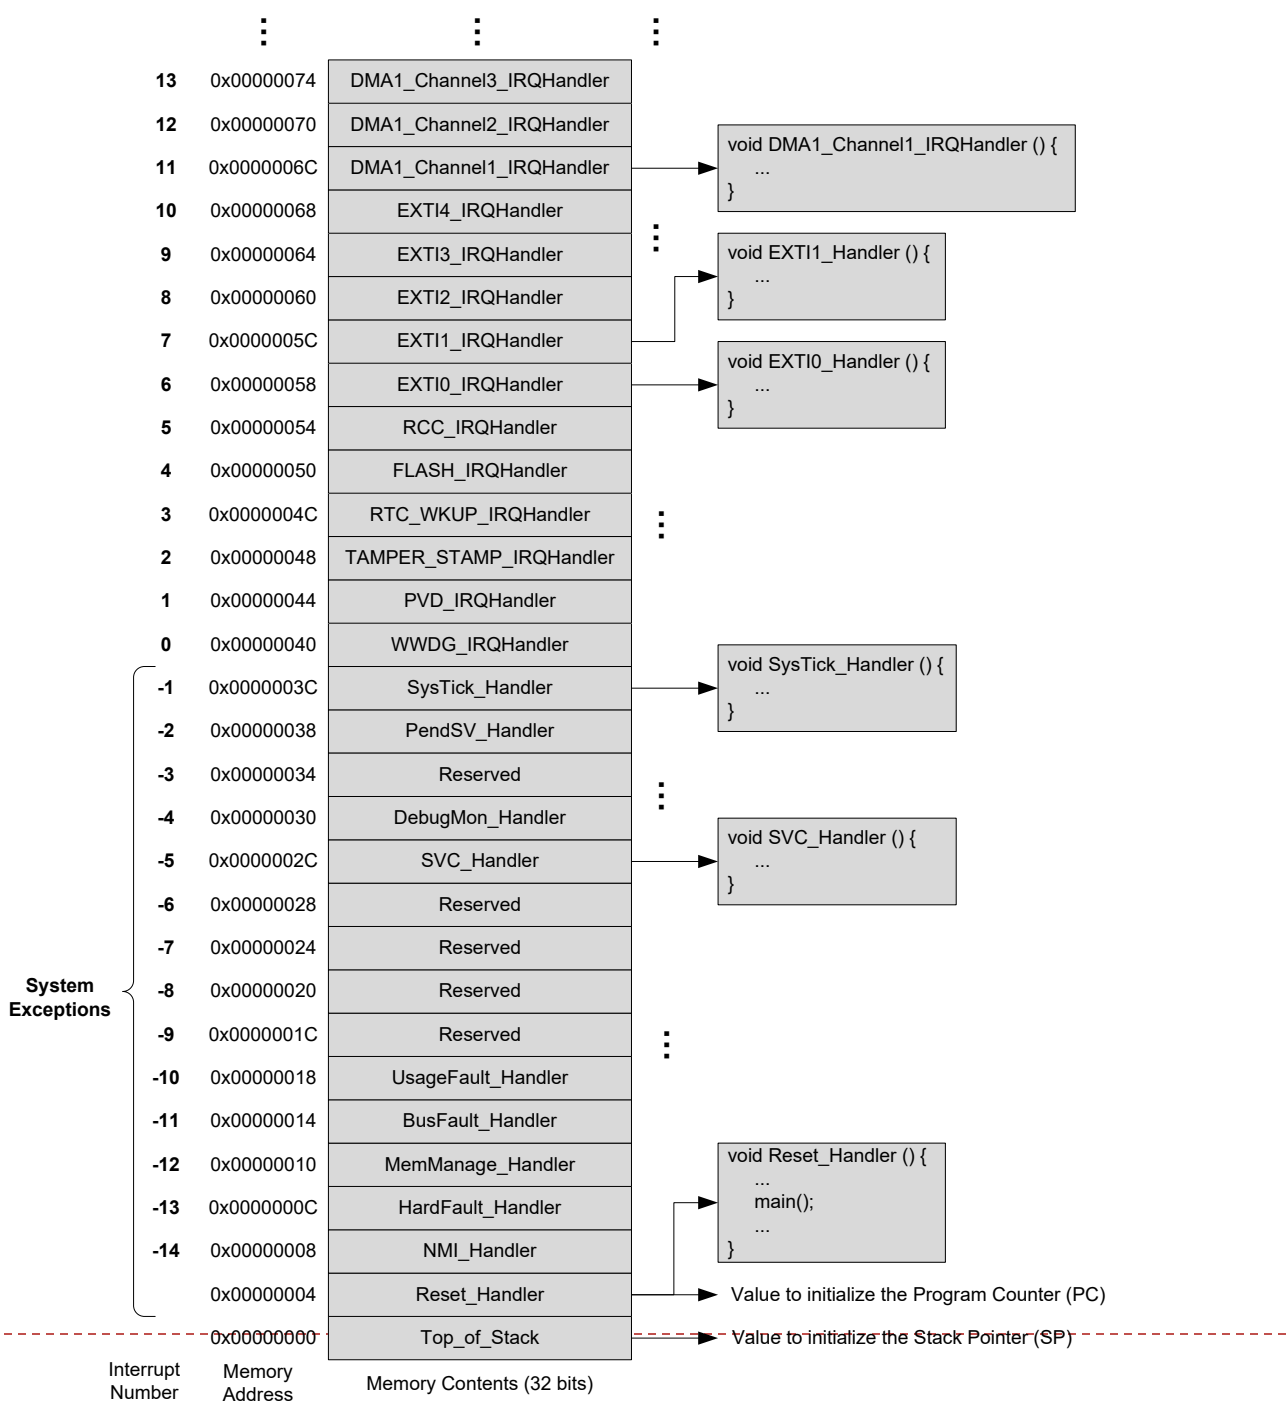 13 0x00000074 DMA1_Channel3_IRQHandler
12 0x00000070 DMA1_Channel2_IRQHandler
void DMA1_Channel1_IRQHandler () {
...
}
11 0x0000006C DMA1_Channel1_IRQHandler
10 0x00000068 EXTI4_IRQHandler
9 0x00000064 EXTI3_IRQHandler
void EXTI1_Handler () {
...
}
8 0x00000060 EXTI2_IRQHandler
7 0x0000005C EXTI1_IRQHandler
void EXTI0_Handler () {
...
}
6 0x00000058 EXTI0_IRQHandler
5 0x00000054 RCC_IRQHandler
4 0x00000050 FLASH_IRQHandler
3 0x0000004C RTC_WKUP_IRQHandler
2 0x00000048 TAMPER_STAMP_IRQHandler
1 0x00000044 PVD_IRQHandler
0 0x00000040 WWDG_IRQHandler
void SysTick_Handler () {
...
}
-1 0x0000003C SysTick_Handler
-2 0x00000038 PendSV_Handler
-3 0x00000034 Reserved
-4 0x00000030 DebugMon_Handler
void SVC_Handler () {
...
}
-5 0x0000002C SVC_Handler
-6 0x00000028 Reserved
-7 0x00000024 Reserved
System
Exceptions
-8 0x00000020 Reserved
-9 0x0000001C Reserved
-10 0x00000018 UsageFault_Handler
-11 0x00000014 BusFault_Handler
-12 0x00000010 MemManage_Handler
void Reset_Handler () {
...
main();
...
}
-13 0x0000000C HardFault_Handler
-14 0x00000008 NMI_Handler
0x00000004 Reset_Handler Value to initialize the Program Counter (PC)
0x00000000 Top_of_Stack Value to initialize the Stack Pointer (SP)
Interrupt
Number
Memory
Address
Memory Contents (32 bits)